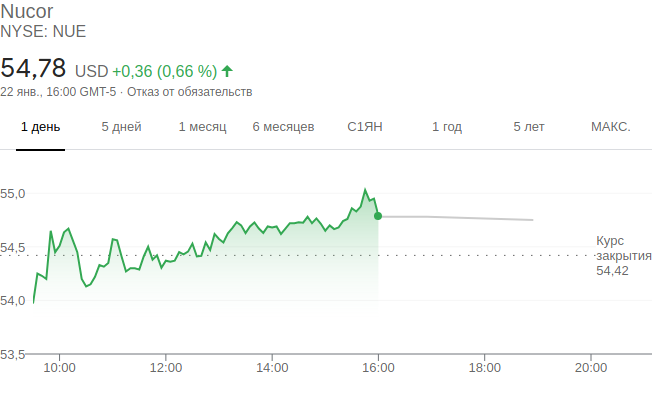 Nucor
NYSE: NUE
54,78 USD +0,36 (0,66 %)
22 янв., 16:00 GMT-5 · Отказ от обязательств
1 день 5 дней 1 месяц 6 месяцев С1ЯН 1 год 5 лет МАКС.
55,0
54,5
54,0
53,5
Курс
закрытия
54,42
10:00 12:00 14:00 16:00 18:00 20:00